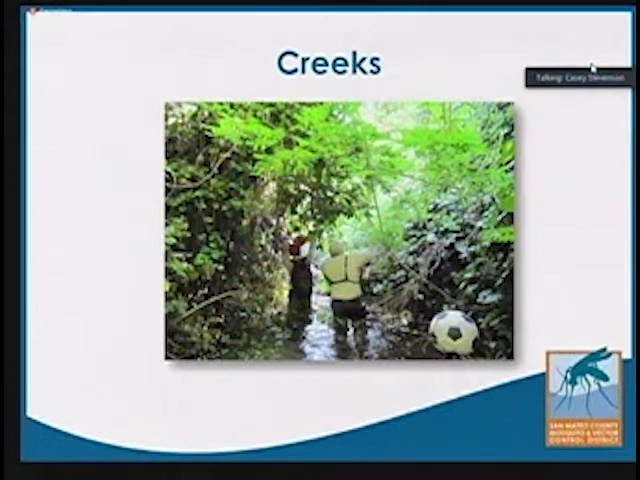 Creeks
Talking: Casey Stevenson
SAN MATEO COUNTY
MOSQUITO & VECTOR
CONTROL DISTRICT